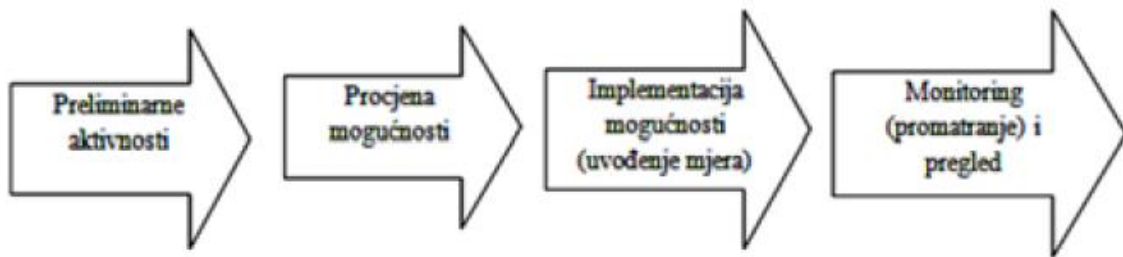 Preliminarne
aktivnosti
Procjena
mogućnosti
Implementacija
mogućnosti
(uvođenje mjera)
Monitoring
(promatranje) i
pregled